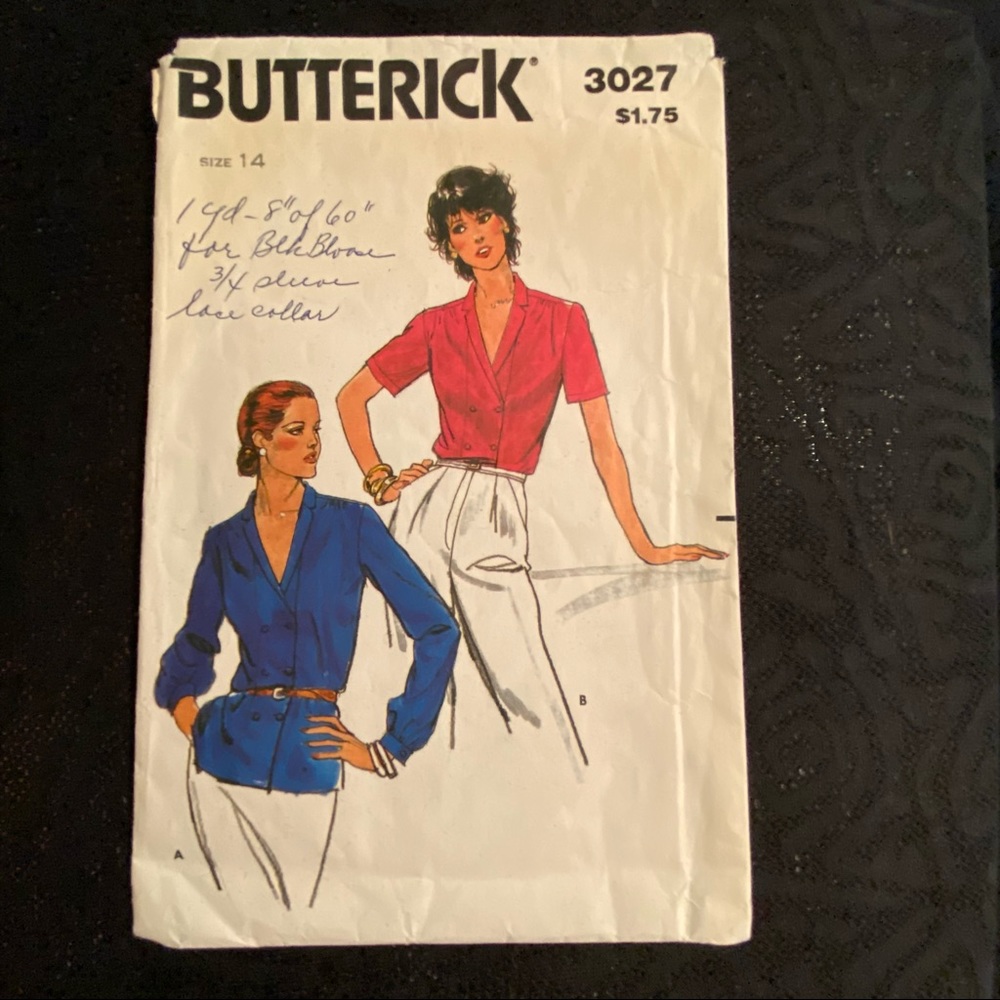 BUTTERICK®
3027
$1.75
SIZE 14
1 yd - 8" of 60"
for Blk Blouse
3/4 sleeve
lace collar
B
A